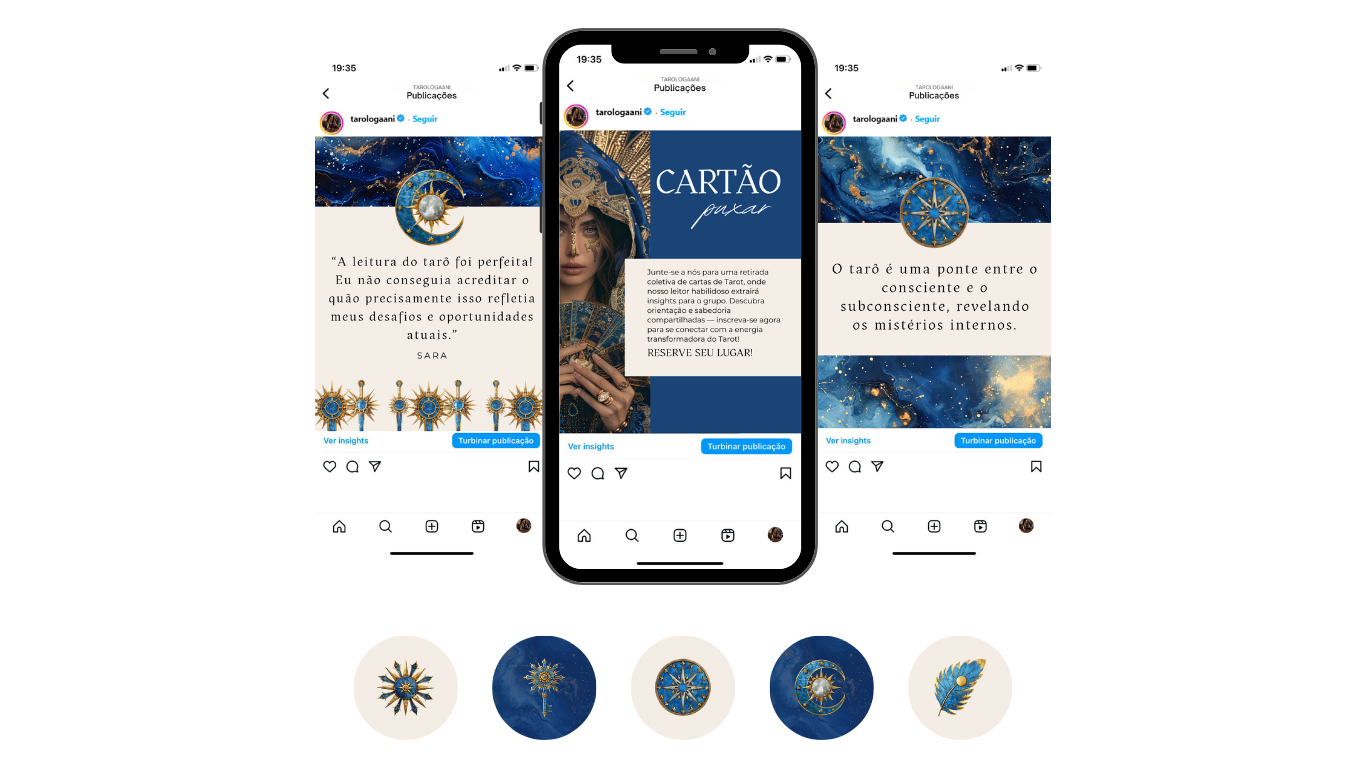 19:35
TAROLOGAANI
Publicações
tarologaani · Seguir
“A leitura do tarô foi perfeita!
Eu não conseguia acreditar o
quão precisamente isso refletia
meus desafios e oportunidades
atuais.”
SARA
Ver insights
Turbinar publicação
19:35
TAROLOGAANI
Publicações
tarologaani · Seguir
CARTÃO
puxar
Junte-se a nós para uma retirada
coletiva de cartas de Tarot, onde
nosso leitor habilidoso extrairá
insights para o grupo. Descubra
orientação e sabedoria
compartilhadas — inscreva-se agora
para se conectar com a energia
transformadora do Tarot!
RESERVE SEU LUGAR!
Ver insights
Turbinar publicação
19:35
TAROLOGAANI
Publicações
tarologaani · Seguir
O tarô é uma ponte entre o
consciente e o
subconsciente, revelando
os mistérios internos.
Ver insights
Turbinar publicação